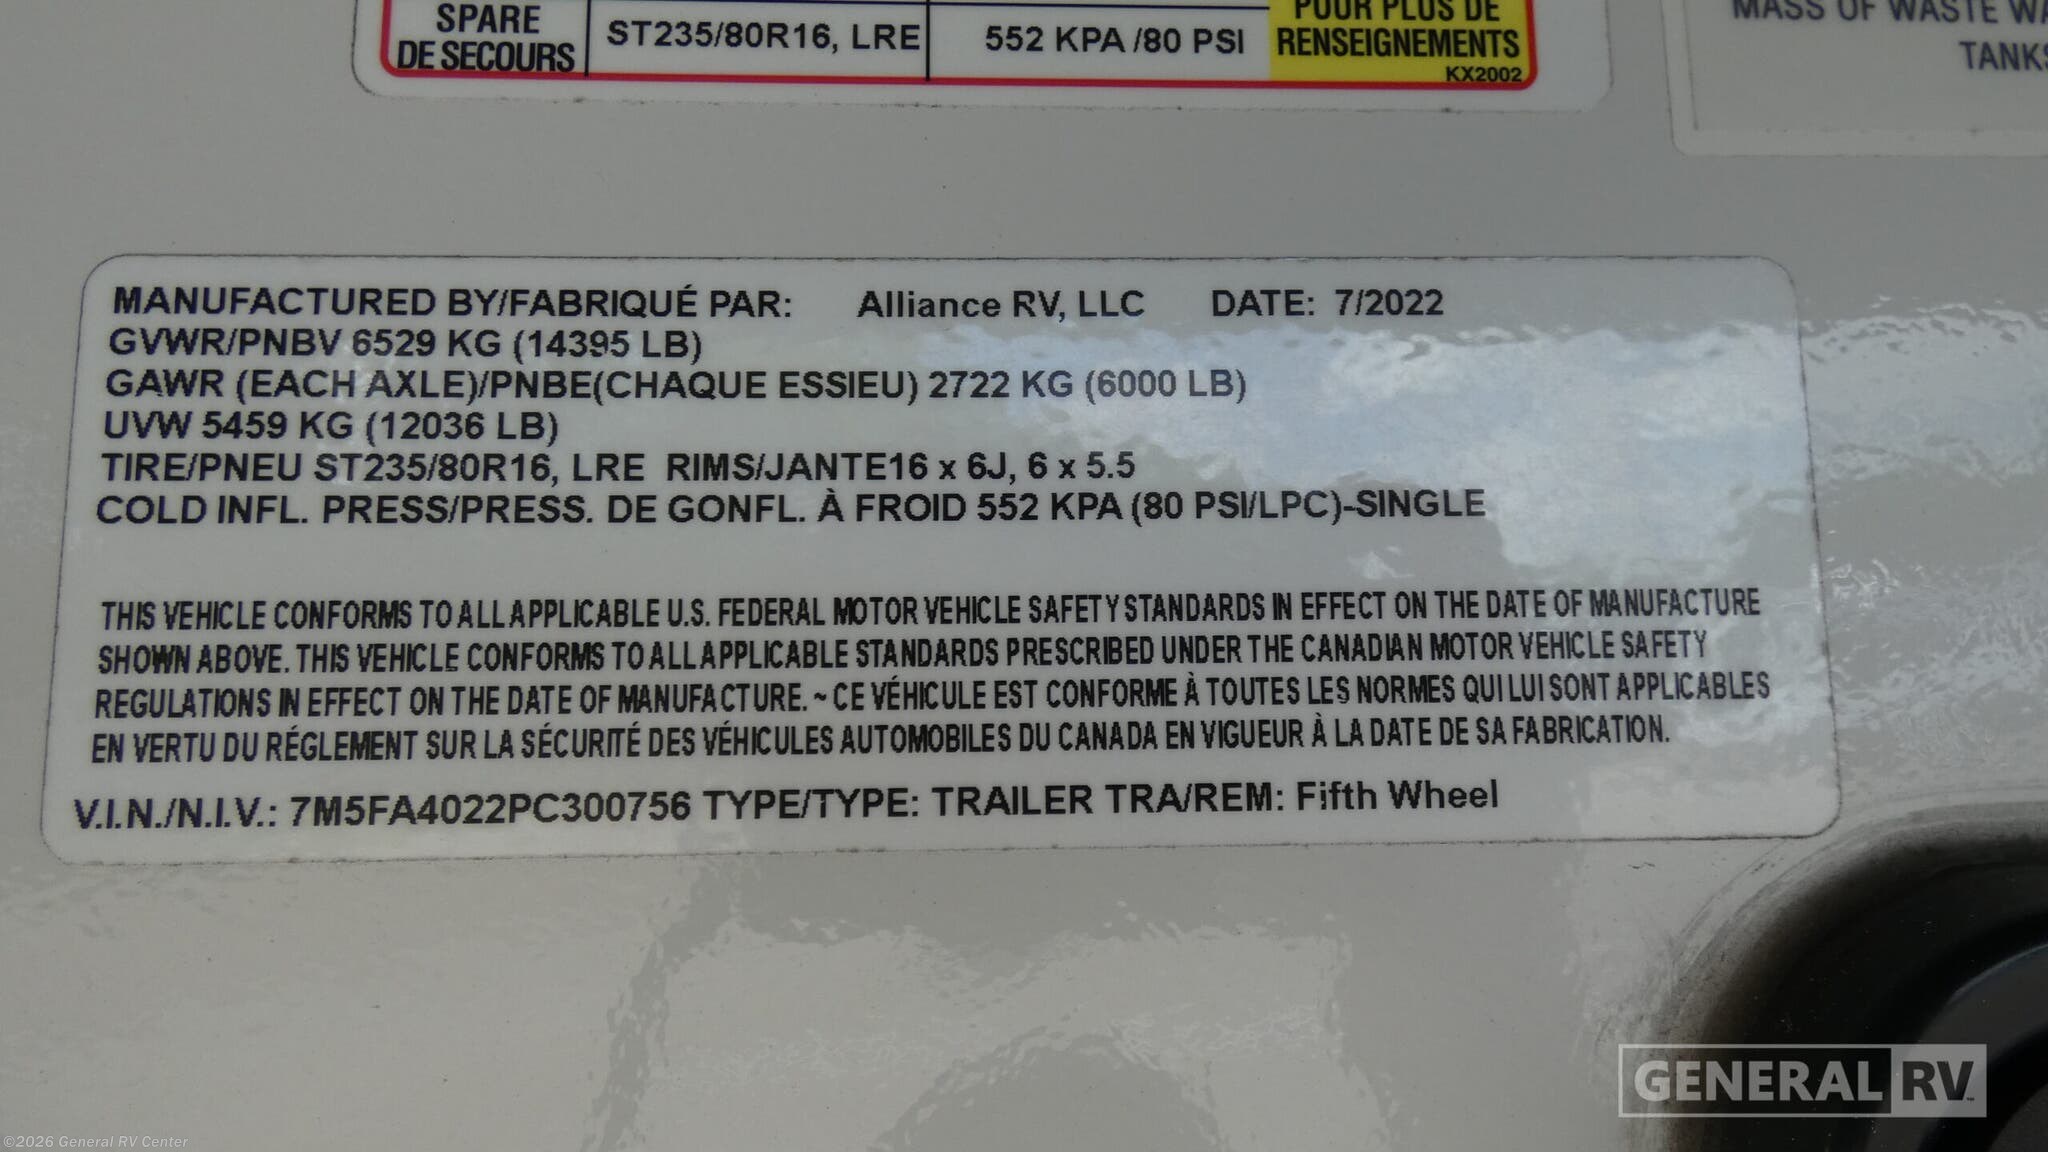 SPARE
DE SECOURS
ST235/80R16, LRE
552 KPA /80 PSI
POUR PLUS DE
RENSEIGNEMENTS
KX2002
MASS OF WASTE
TANKS
MANUFACTURED BY/FABRIQUÉ PAR: Alliance RV, LLC DATE: 7/2022
GVWR/PNBV 6529 KG (14395 LB)
GAWR (EACH AXLE)/PNBE(CHAQUE ESSIEU) 2722 KG (6000 LB)
UVW 5459 KG (12036 LB)
TIRE/PNEU ST235/80R16, LRE RIMS/JANTE16 x 6J, 6 x 5.5
COLD INFL. PRESS/PRESS. DE GONFL. À FROID 552 KPA (80 PSI/LPC)-SINGLE
THIS VEHICLE CONFORMS TO ALL APPLICABLE U.S. FEDERAL MOTOR VEHICLE SAFETY STANDARDS IN EFFECT ON THE DATE OF MANUFACTURE
SHOWN ABOVE. THIS VEHICLE CONFORMS TO ALL APPLICABLE STANDARDS PRESCRIBED UNDER THE CANADIAN MOTOR VEHICLE SAFETY
REGULATIONS IN EFFECT ON THE DATE OF MANUFACTURE. ~ CE VÉHICULE EST CONFORME À TOUTES LES NORMES QUI LUI SONT APPLICABLES
EN VERTU DU RÉGLEMENT SUR LA SÉCURITÉ DES VÉHICULES AUTOMOBILES DU CANADA EN VIGUEUR À LA DATE DE SA FABRICATION.
V.I.N./N.I.V.: 7M5FA4022PC300756 TYPE/TYPE: TRAILER TRA/REM: Fifth Wheel
GENERAL RV
©2026 General RV Center